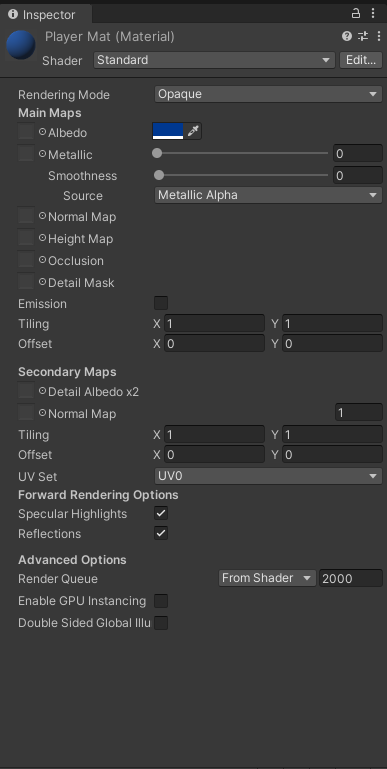 Inspector
Player Mat (Material)
Shader Standard Edit...
Rendering Mode Opaque
Main Maps
Albedo
Metallic 0
Smoothness 0
Source Metallic Alpha
Normal Map
Height Map
Occlusion
Detail Mask
Emission
Tiling X 1 Y 1
Offset X 0 Y 0
Secondary Maps
Detail Albedo x2
Normal Map 1
Tiling X 1 Y 1
Offset X 0 Y 0
UV Set UV0
Forward Rendering Options
Specular Highlights
Reflections
Advanced Options
Render Queue From Shader 2000
Enable GPU Instancing
Double Sided Global Illu